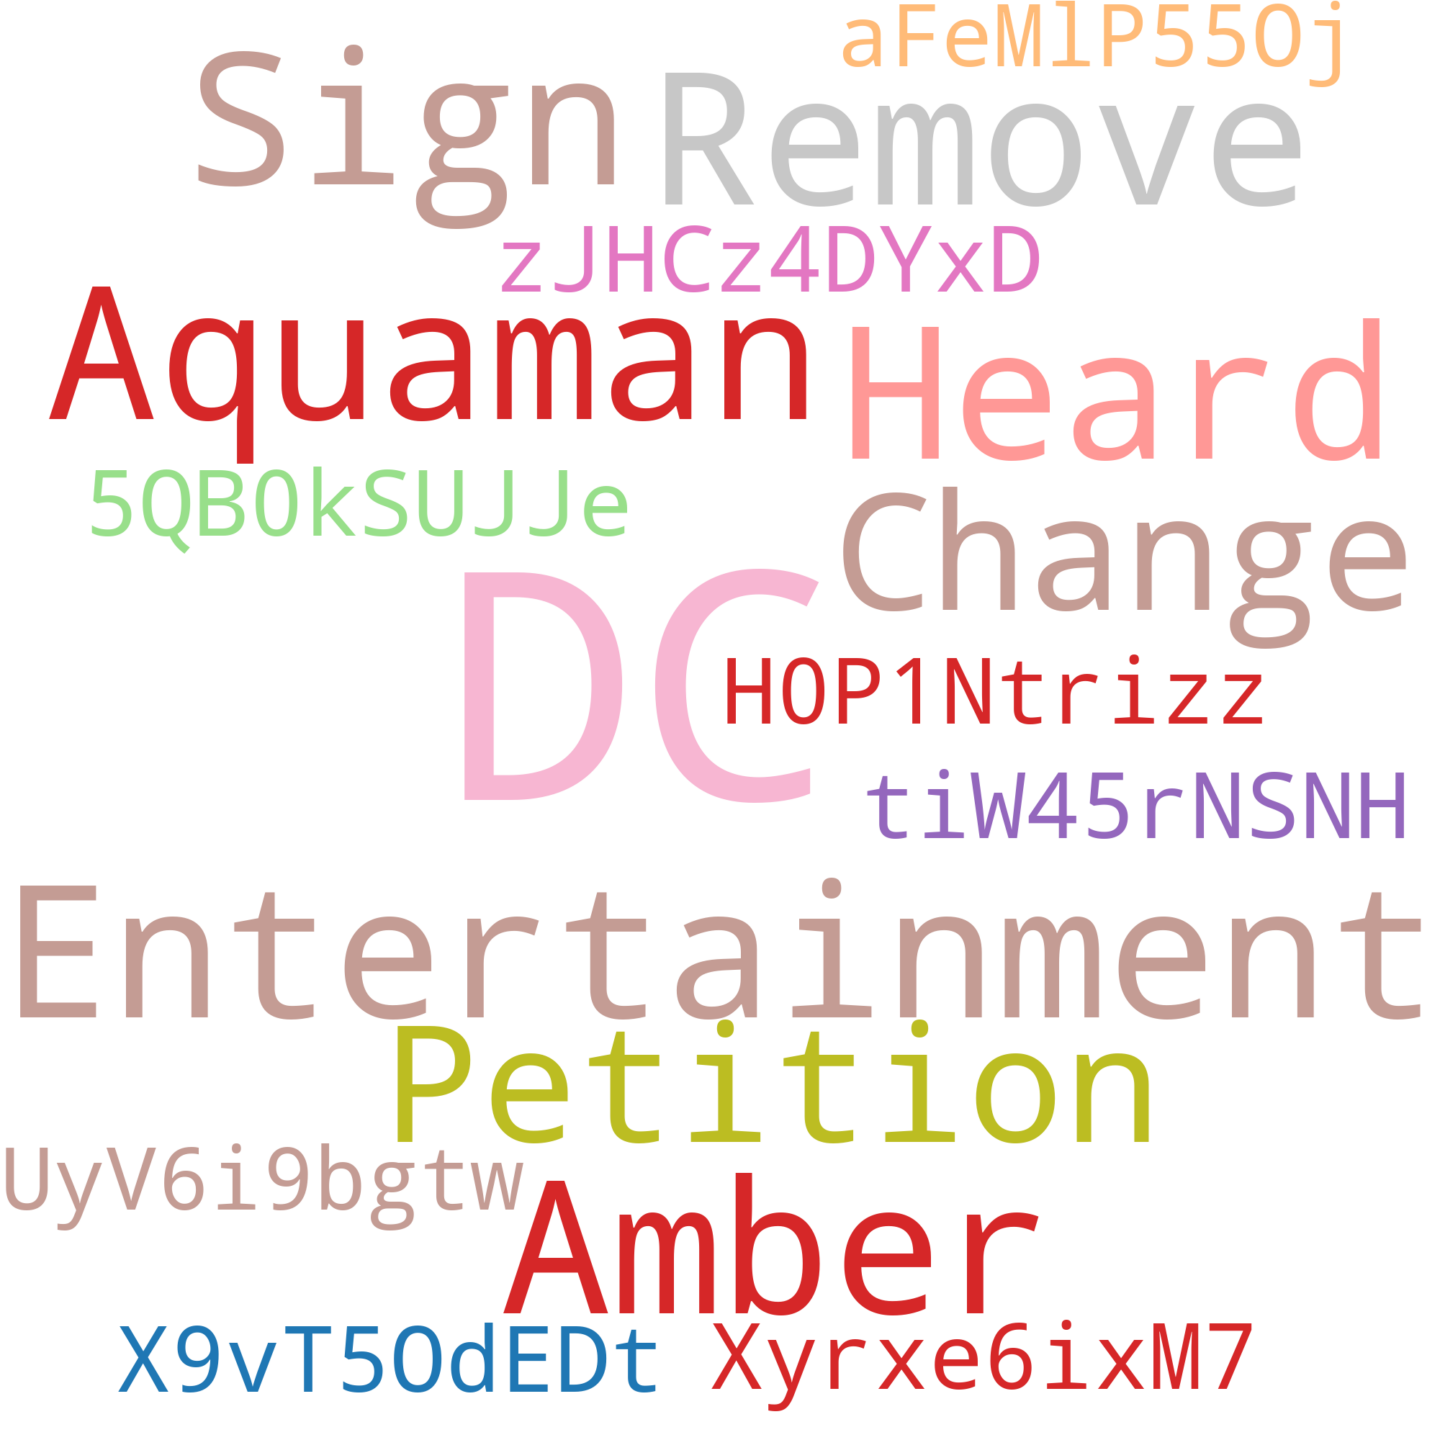 aFeMlP55Oj
Sign Remove
zJHCz4DYxD
Aquaman Heard
5QB0kSUJJe
Change
DC
H0P1Ntrizz
tiW45rNSNH
Entertainment
Petition
UyV6i9bgtw
Amber
X9vT5OdEDt Xyrxe6ixM7